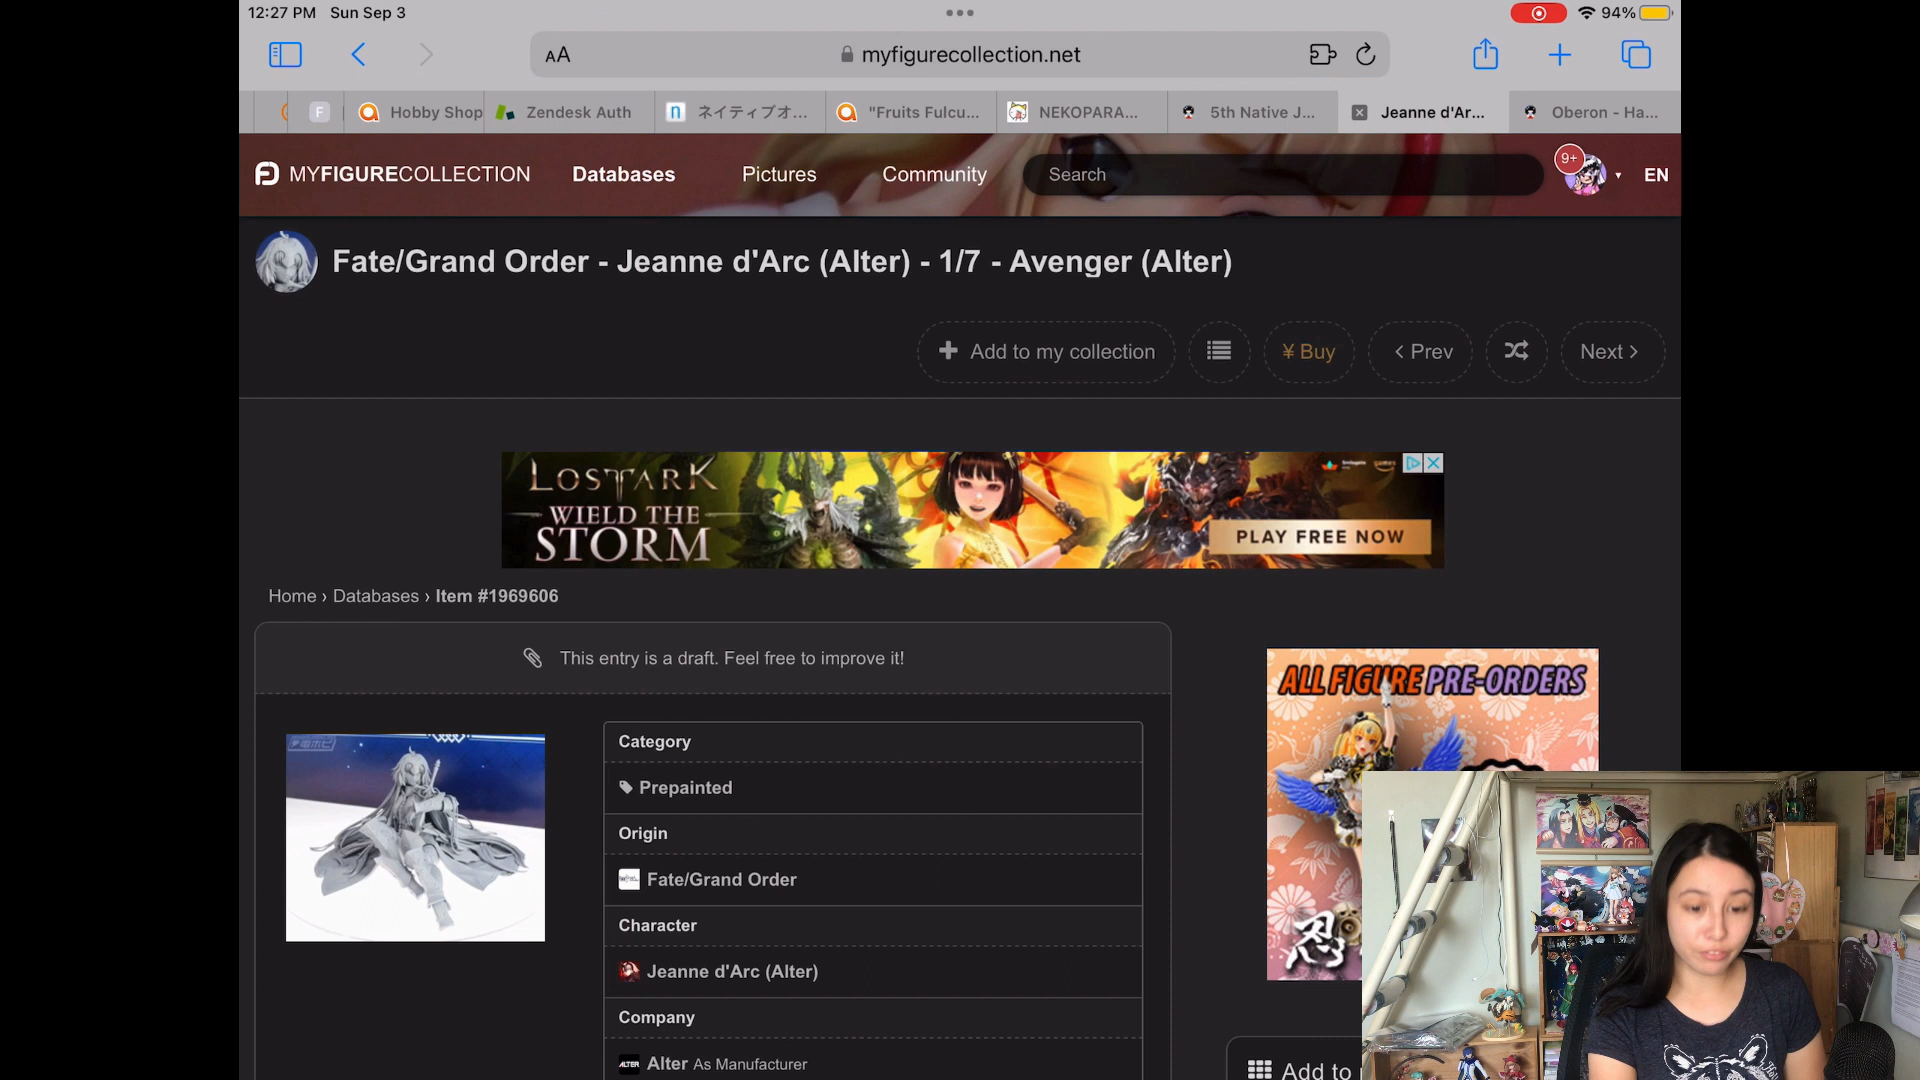 12:27 PM Sun Sep 3
94%
AA
myfigurecollection.net
F
Hobby Shop
Zendesk Auth
n
ネイティブオ...
"Fruits Fulcu...
NEKOPARA...
5th Native J...
Jeanne d'Ar...
Oberon - Ha...
MYFIGURECOLLECTION
Databases
Pictures
Community
Search
9+
EN
Fate/Grand Order - Jeanne d'Arc (Alter) - 1/7 - Avenger (Alter)
Add to my collection
¥ Buy
Prev
Next
LOST ARK
WIELD THE
STORM
PLAY FREE NOW
Home › Databases › Item #1969606
This entry is a draft. Feel free to improve it!
ALL FIGURE PRE-ORDERS
忍
Category
Prepainted
Origin
Fate/Grand Order
Character
Jeanne d'Arc (Alter)
Company
ALTER
Alter As Manufacturer
Add to